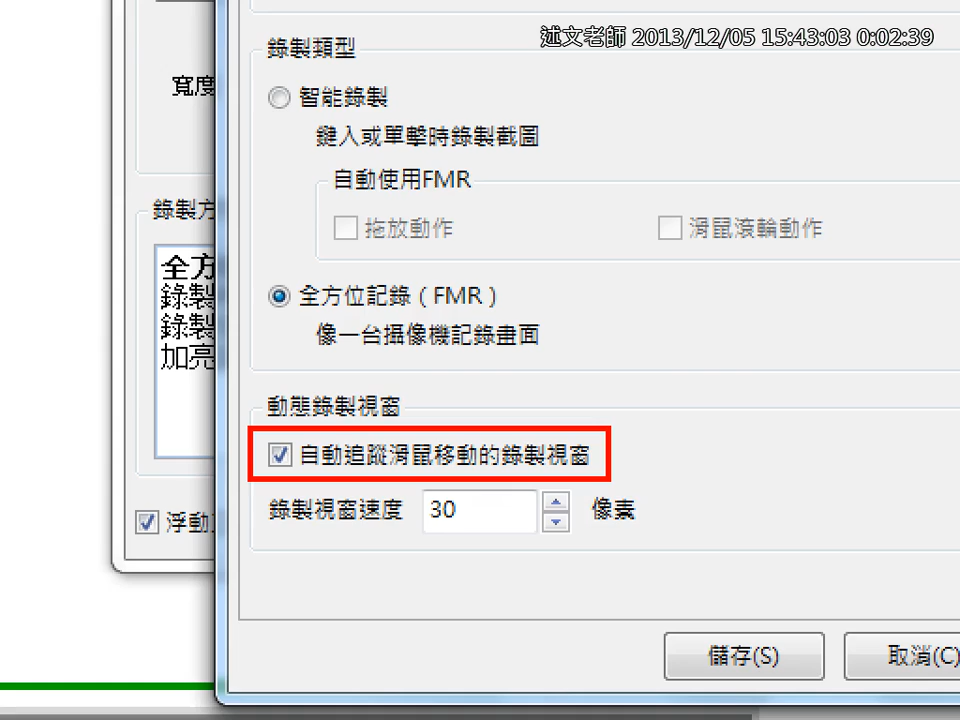 述文老師 2013/12/05 15:43:03 0:02:39
錄製類型
寬度
智能錄製
鍵入或單擊時錄製截圖
自動使用FMR
錄製方
拖放動作
滑鼠滾輪動作
全方
錄製
錄製
加亮
全方位記錄（FMR）
像一台攝像機記錄畫面
動態錄製視窗
自動追蹤滑鼠移動的錄製視窗
錄製視窗速度 30 像素
浮動
儲存(S)
取消(C)